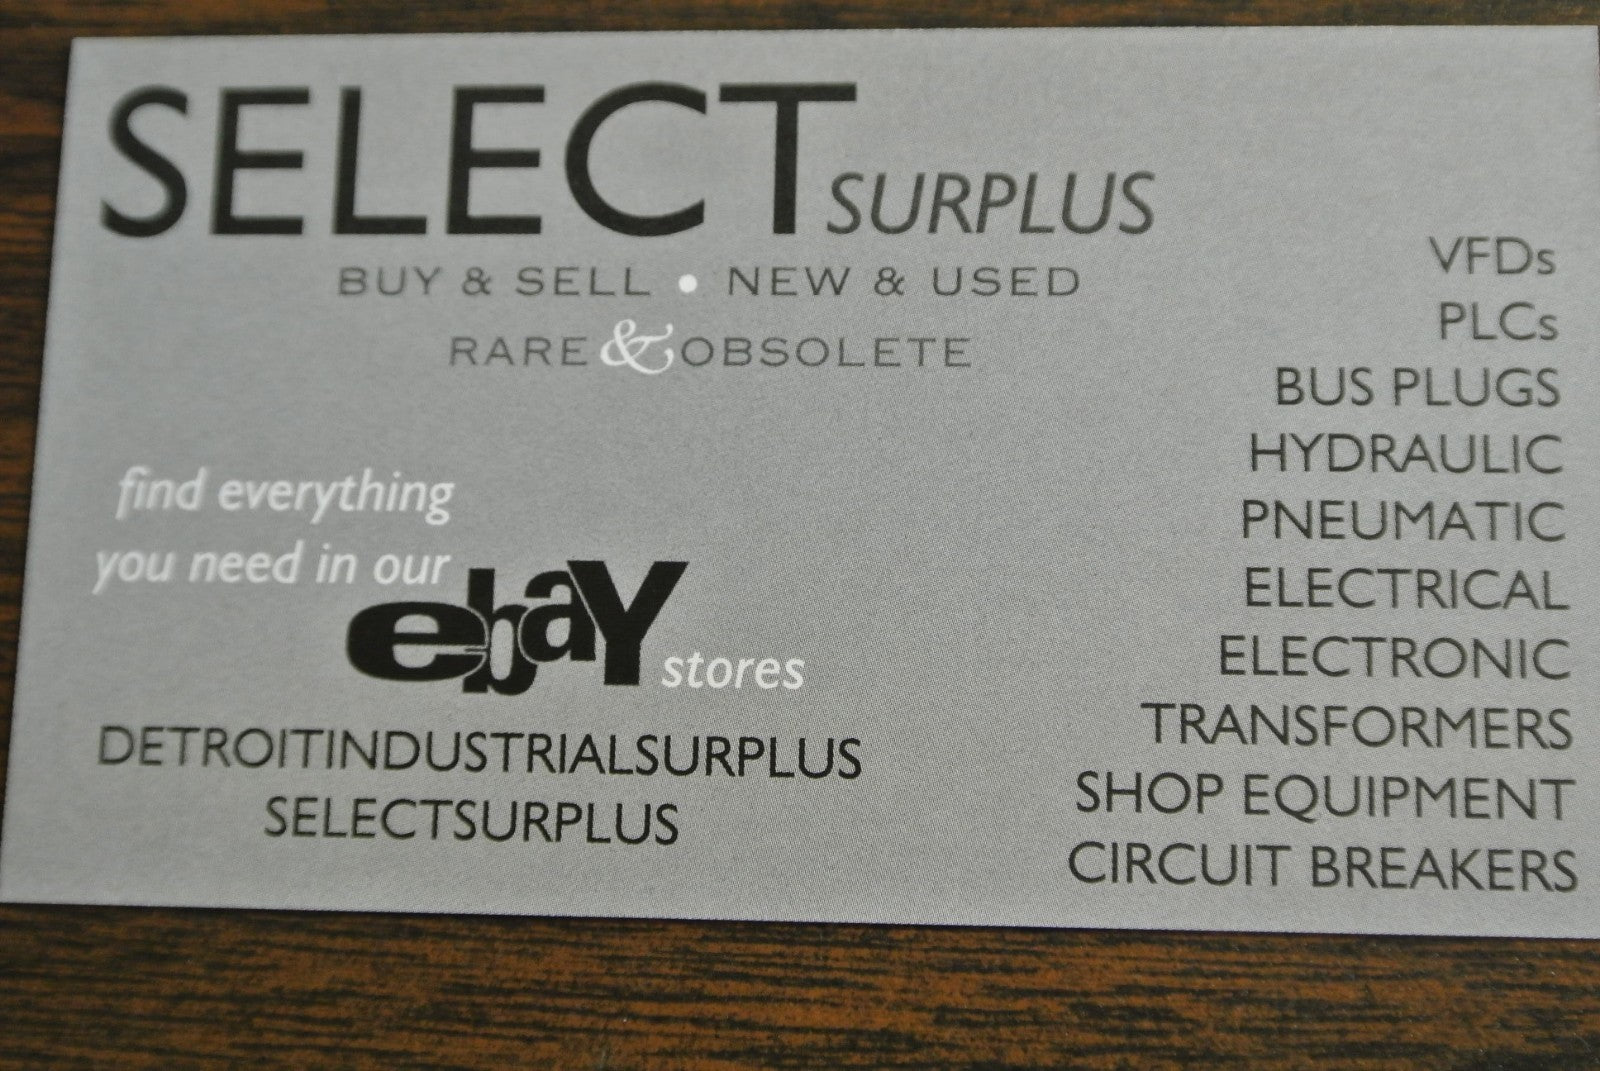 SELECT SURPLUS
BUY & SELL • NEW & USED
RARE & OBSOLETE
find everything
you need in our
ebay stores
DETROITINDUSTRIALSURPLUS
SELECTSURPLUS
VFDs
PLCs
BUS PLUGS
HYDRAULIC
PNEUMATIC
ELECTRICAL
ELECTRONIC
TRANSFORMERS
SHOP EQUIPMENT
CIRCUIT BREAKERS